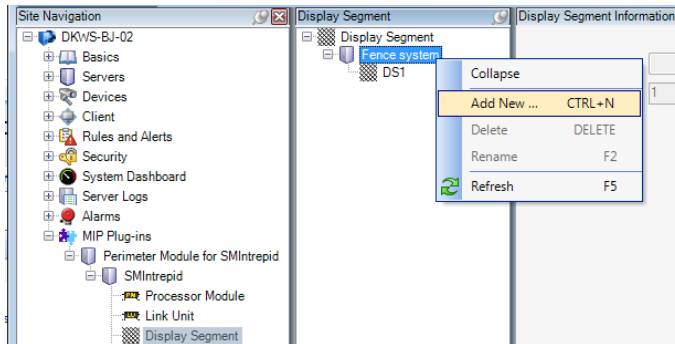 Site Navigation
DKWS-BJ-02
Basics
Servers
Devices
Client
Rules and Alerts
Security
System Dashboard
Server Logs
Alarms
MIP Plug-ins
Perimeter Module for SMIntrepid
SMIntrepid
Processor Module
Link Unit
Display Segment
Display Segment
Display Segment
Fence system
DS1
Collapse
Add New ... CTRL+N
Delete DELETE
Rename F2
Refresh F5
Display Segment Information
1